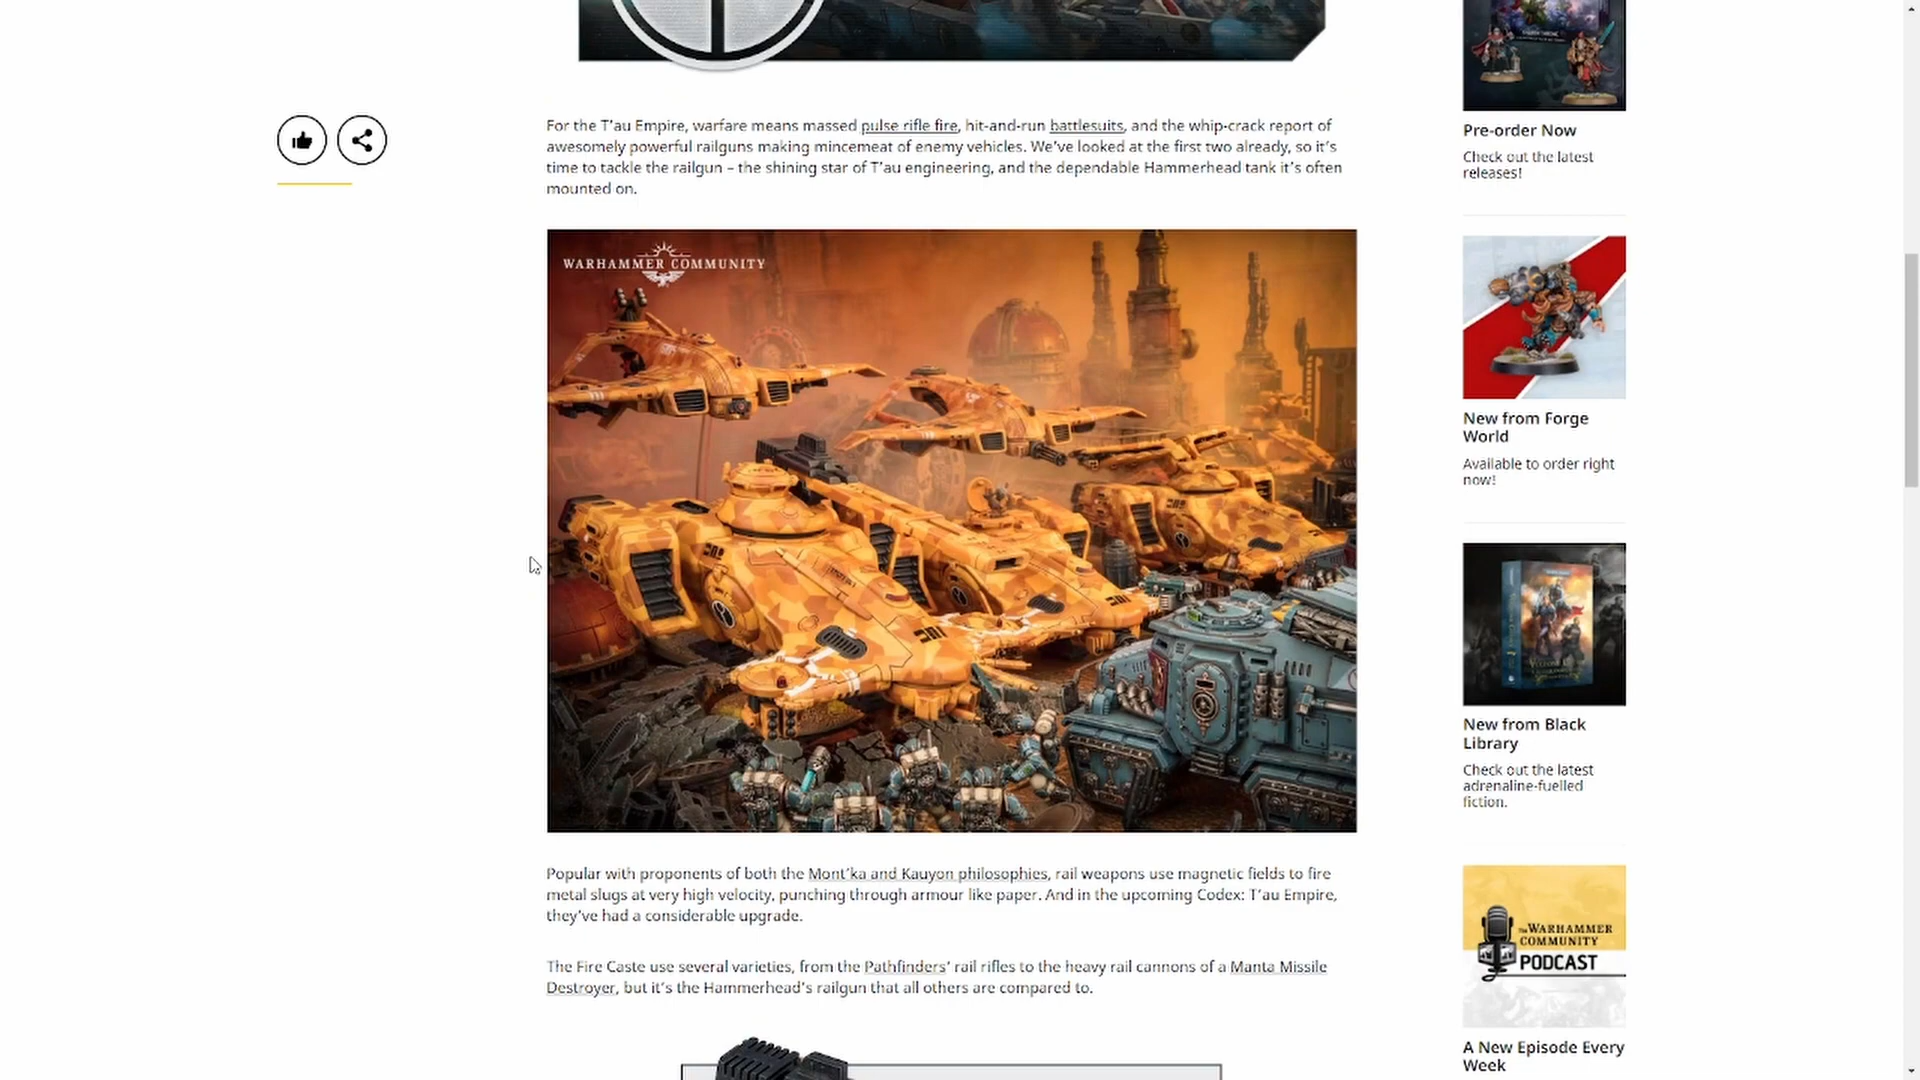 For the T'au Empire, warfare means massed pulse rifle fire, hit-and-run battlesuits, and the whip-crack report of
awesomely powerful railguns making mincemeat of enemy vehicles. We've looked at the first two already, so it's
time to tackle the railgun – the shining star of T'au engineering, and the dependable Hammerhead tank it's often
mounted on.
WARHAMMER COMMUNITY
Popular with proponents of both the Mont'ka and Kauyon philosophies, rail weapons use magnetic fields to fire
metal slugs at very high velocity, punching through armour like paper. And in the upcoming Codex: T'au Empire,
they've had a considerable upgrade.
The Fire Caste use several varieties, from the Pathfinders' rail rifles to the heavy rail cannons of a Manta Missile
Destroyer, but it's the Hammerhead's railgun that all others are compared to.
Pre-order Now
Check out the latest
releases!
New from Forge
World
Available to order right
now!
New from Black
Library
Check out the latest
adrenaline-fuelled
fiction.
The WARHAMMER
COMMUNITY
PODCAST
A New Episode Every
Week